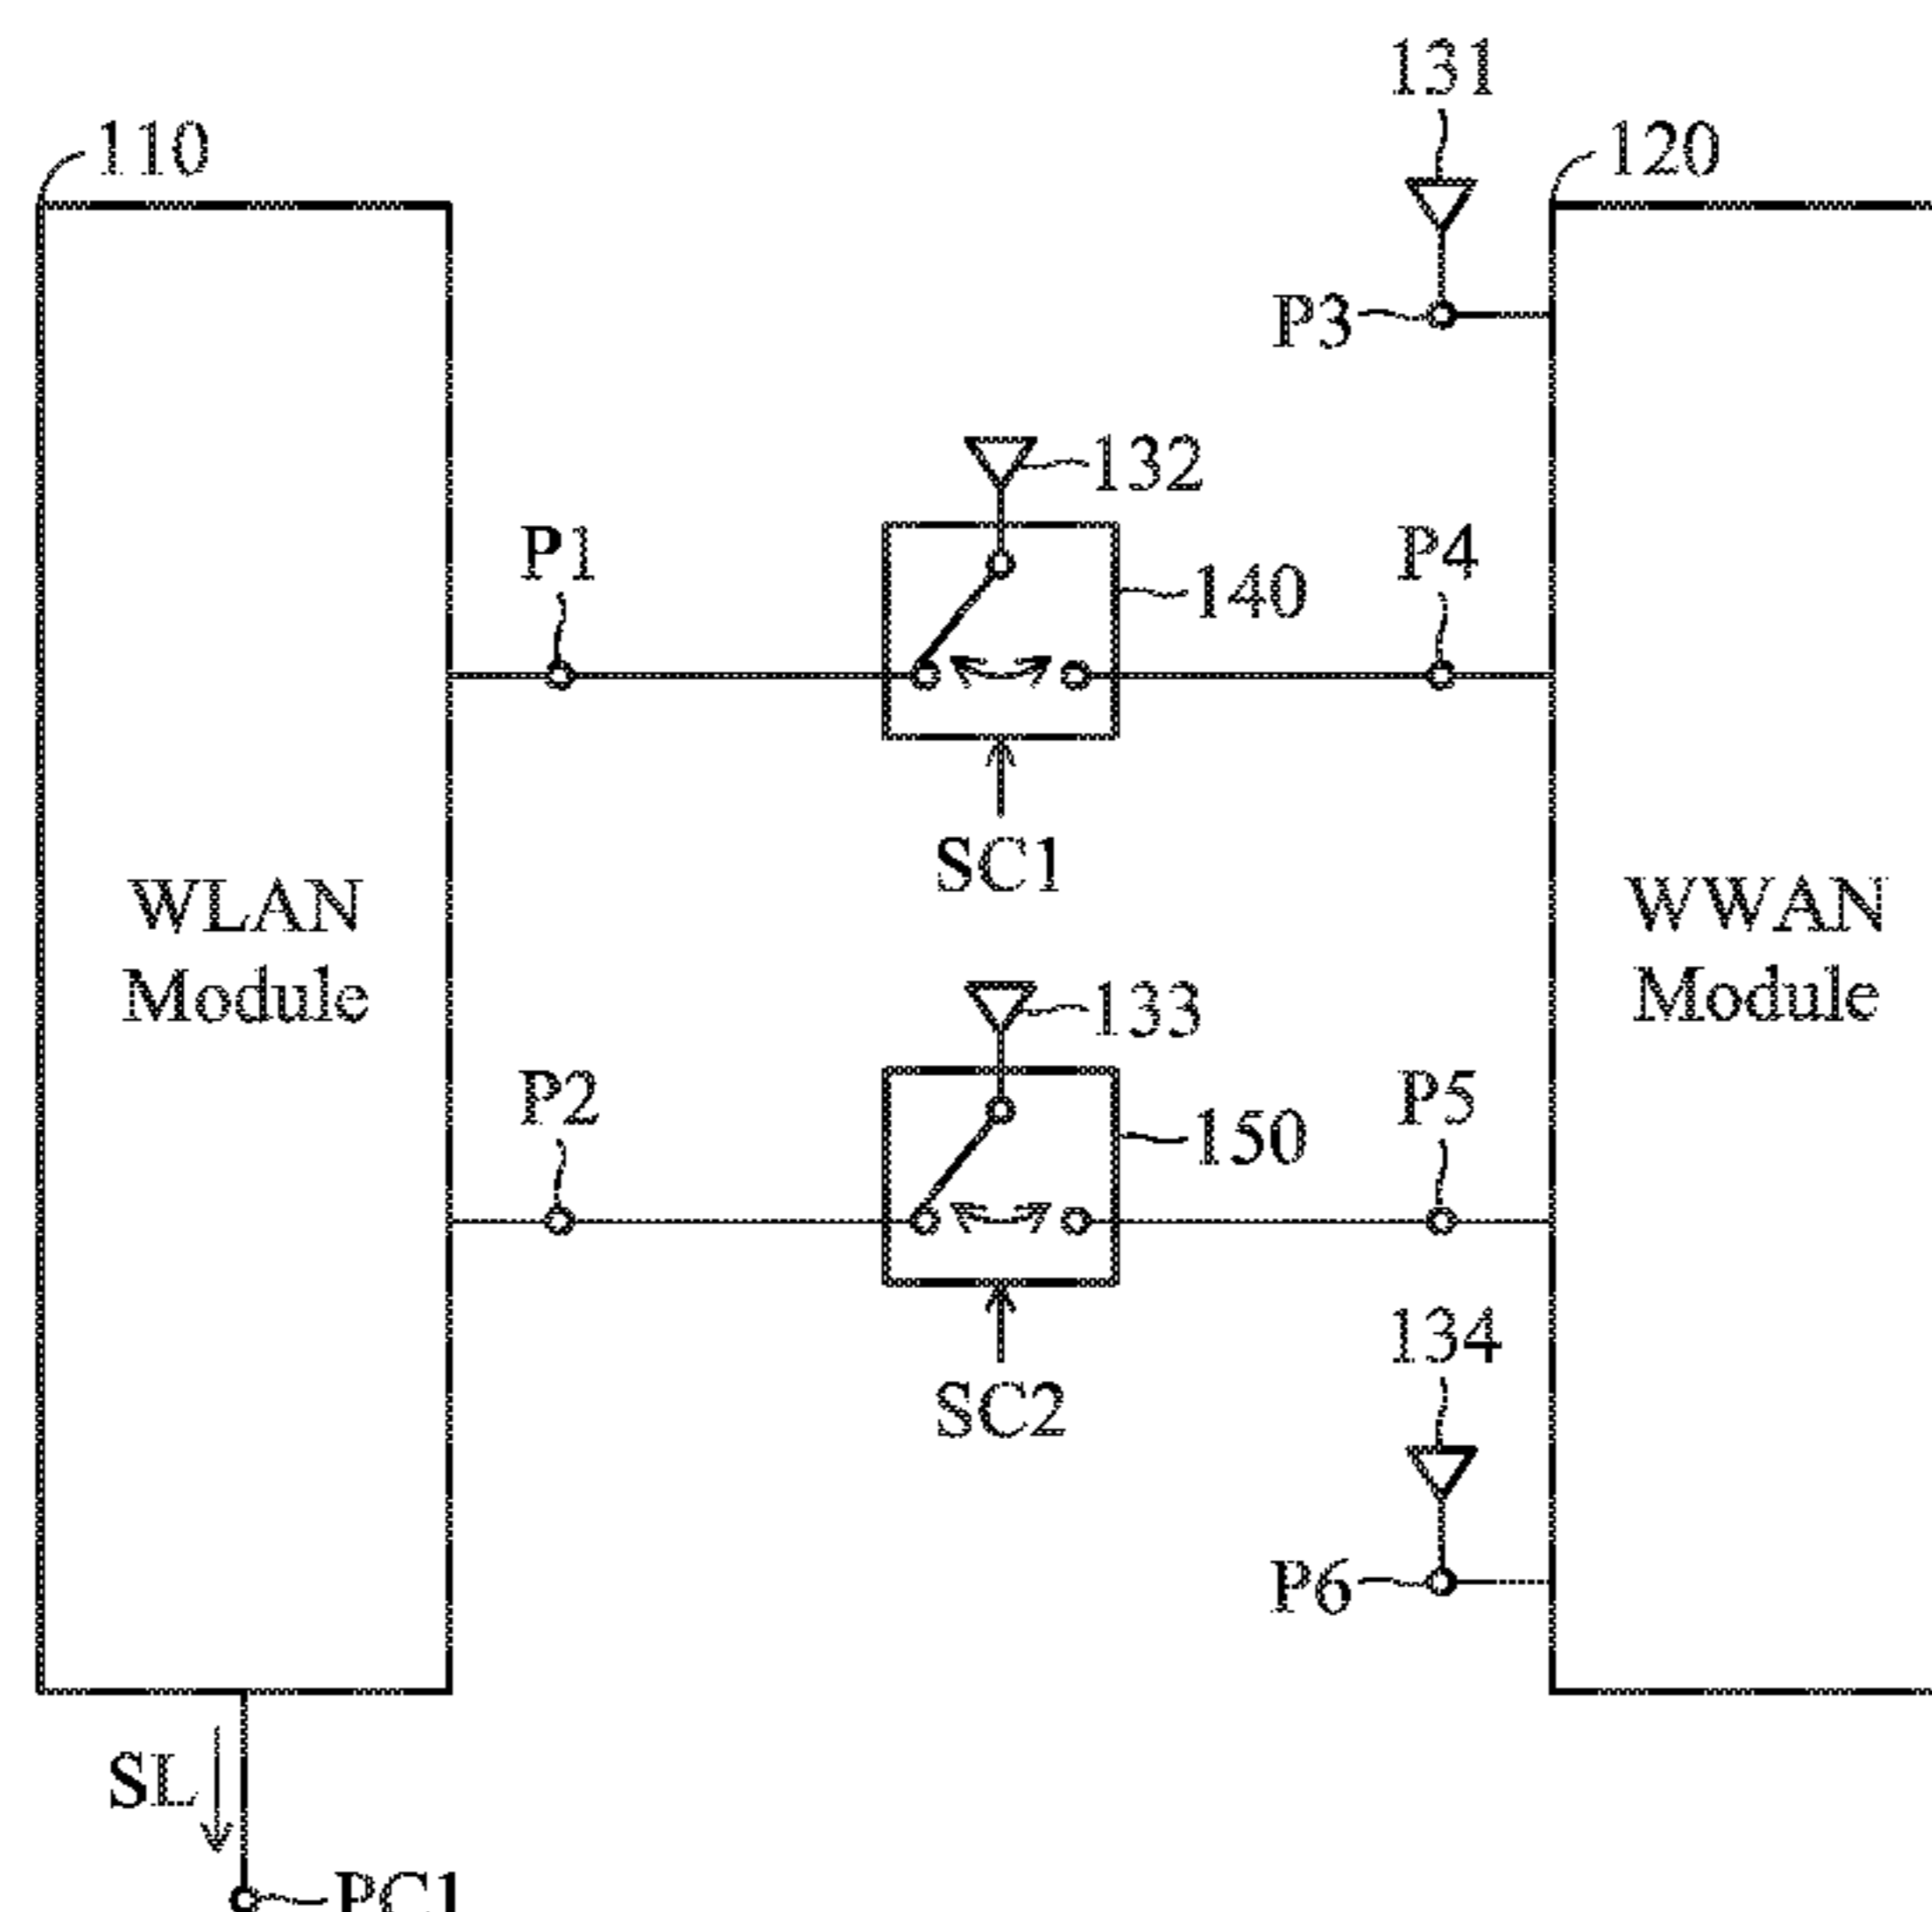 131
110
120
P3
132
P1
140
P4
SC1
WLAN
Module
WWAN
Module
133
P2
150
P5
SC2
134
P6
SL
PC1